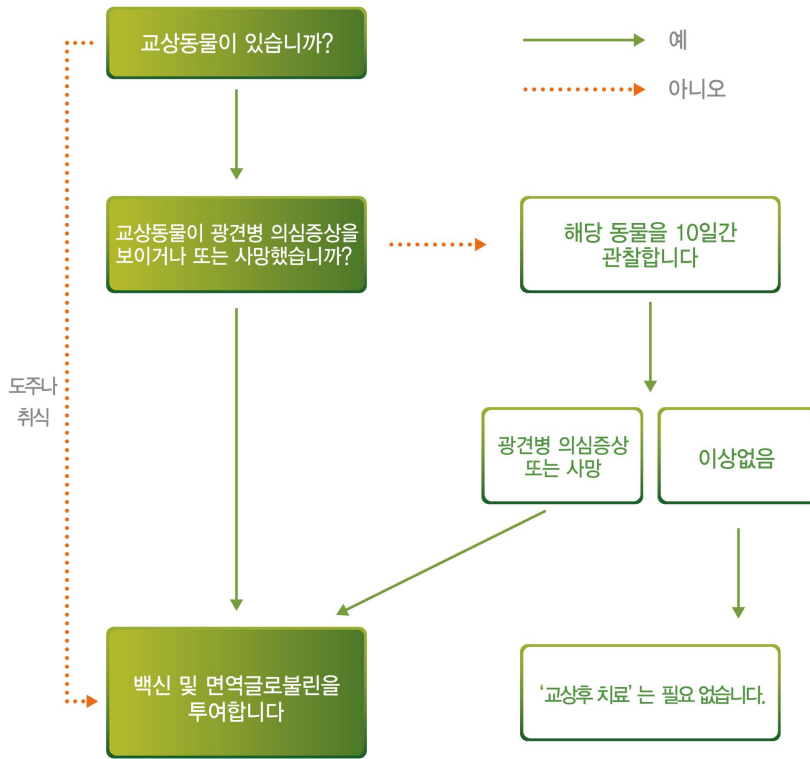 교상동물이 있습니까?
예
아니오
교상동물이 광견병 의심증상을
보이거나 또는 사망했습니까?
해당 동물을 10일간
관찰합니다
도주나
취식
광견병 의심증상
또는 사망
이상없음
백신 및 면역글로불린을
투여합니다
‘교상후 치료’ 는 필요 없습니다.